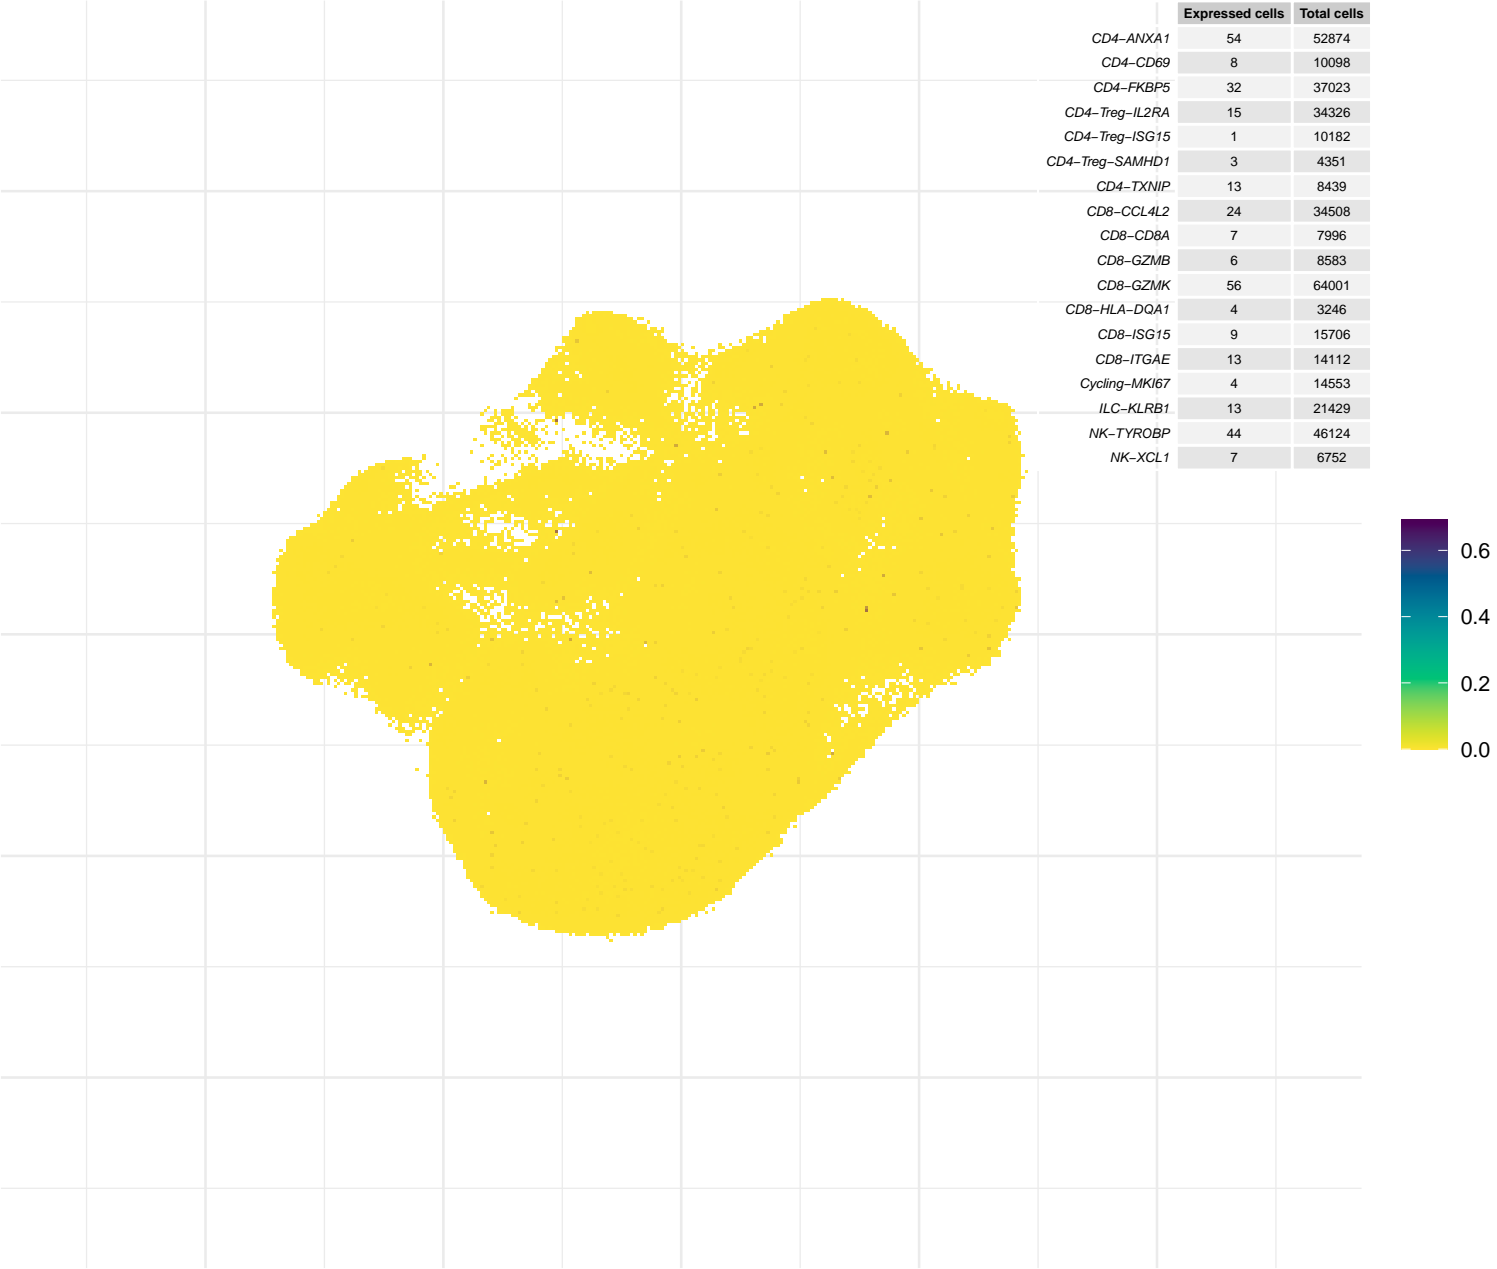 Expressed cells Total cells
CD4−ANXA1 54 52874
CD4−CD69 8 10098
CD4−FKBP5 32 37023
CD4−Treg−IL2RA 15 34326
CD4−Treg−ISG15 1 10182
CD4−Treg−SAMHD1 3 4351
CD4−TXNIP 13 8439
CD8−CCL4L2 24 34508
CD8−CD8A 7 7996
CD8−GZMB 6 8583
CD8−GZMK 56 64001
CD8−HLA−DQA1 4 3246
CD8−ISG15 9 15706
CD8−ITGAE 13 14112
Cycling−MKI67 4 14553
ILC−KLRB1 13 21429
NK−TYROBP 44 46124
NK−XCL1 7 6752
0.6
0.4
0.2
0.0